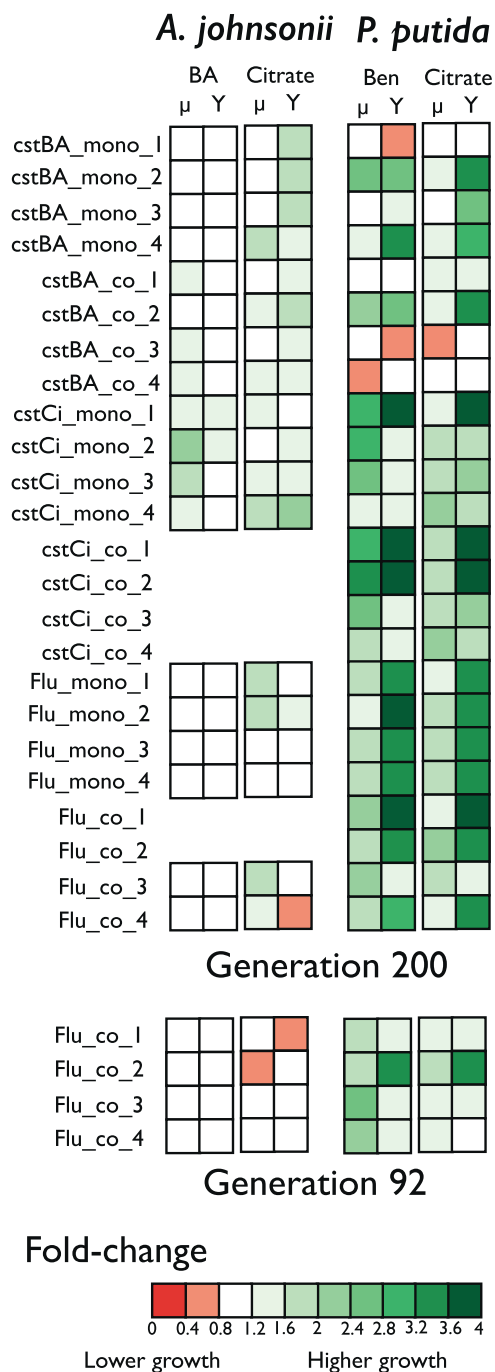 A. johnsonii P. putida
BA Citrate Ben Citrate
μ Y μ Y μ Y μ Y
cstBA_mono_1
cstBA_mono_2
cstBA_mono_3
cstBA_mono_4
cstBA_co_1
cstBA_co_2
cstBA_co_3
cstBA_co_4
cstCi_mono_1
cstCi_mono_2
cstCi_mono_3
cstCi_mono_4
cstCi_co_1
cstCi_co_2
cstCi_co_3
cstCi_co_4
Flu_mono_1
Flu_mono_2
Flu_mono_3
Flu_mono_4
Flu_co_1
Flu_co_2
Flu_co_3
Flu_co_4
Generation 200
Flu_co_1
Flu_co_2
Flu_co_3
Flu_co_4
Generation 92
Fold-change
0 0.4 0.8 1.2 1.6 2 2.4 2.8 3.2 3.6 4
Lower growth Higher growth